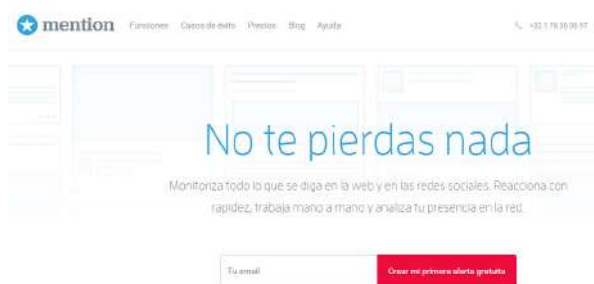 mention Funciones Casos de éxito Precios Blog Ayuda
No te pierdas nada
Monitoriza todo lo que se diga en la web y en las redes sociales. Reacciona con
rapidez, trabaja mano a mano y analiza tu presencia en la red.
Tu email Crear mi primera alerta gratuita